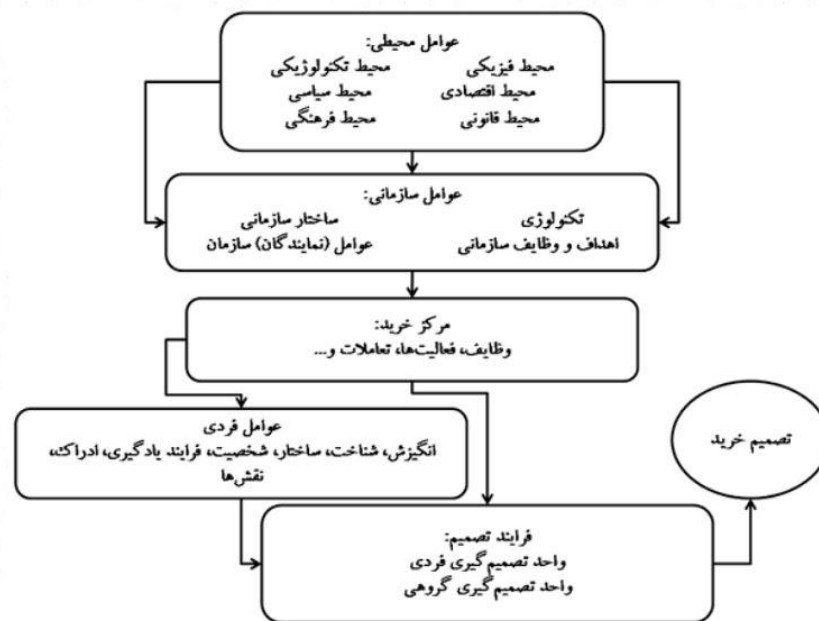 عوامل محیطی:
محیط فیزیکی محیط تکنولوژیکی
محیط اقتصادی محیط سیاسی
محیط قانونی محیط فرهنگی
عوامل سازمانی:
تکنولوژی ساختار سازمانی
اهداف و وظایف سازمانی عوامل (نمایندگان) سازمان
مرکز خرید:
وظایف، فعالیت‌ها، تعاملات و...
عوامل فردی
انگیزش، شناخت، ساختار، شخصیت، فرایند یادگیری، ادراک،
نقش‌ها
فرایند تصمیم:
واحد تصمیم‌گیری فردی
واحد تصمیم‌گیری گروهی
تصمیم خرید